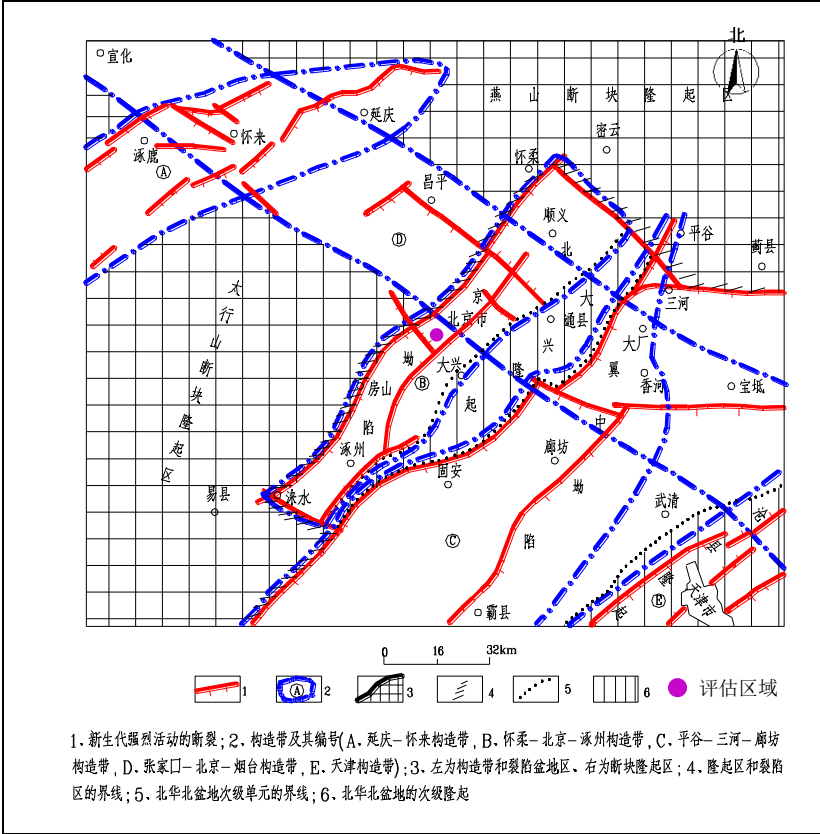 北
宣化
燕山断块隆起区
延庆
密云
怀来
涿鹿
A
怀柔
昌平
顺义
D
北
平谷
蓟县
太行山断块隆起区
京
大
三河
北京市
通县
大厂
坳
兴
隆
翼
大兴
B
房山
香河
宝坻
起
陷
中
涿州
廊坊
固安
易县
涞水
坳
武清
沧
县
C
陷
隆
E
天津市
霸县
起
0 16 32km
1 2 3 4 5 6 评估区域
A
1、新生代强烈活动的断裂;2、构造带及其编号(A、延庆-怀来构造带,B、怀柔-北京-涿州构造带,C、平谷-三河-廊坊
构造带,D、张家口-北京-烟台构造带,E、天津构造带);3、左为构造带和裂陷盆地区、右为断块隆起区;4、隆起区和裂陷
区的界线;5、北华北盆地次级单元的界线;6、北华北盆地的次级隆起